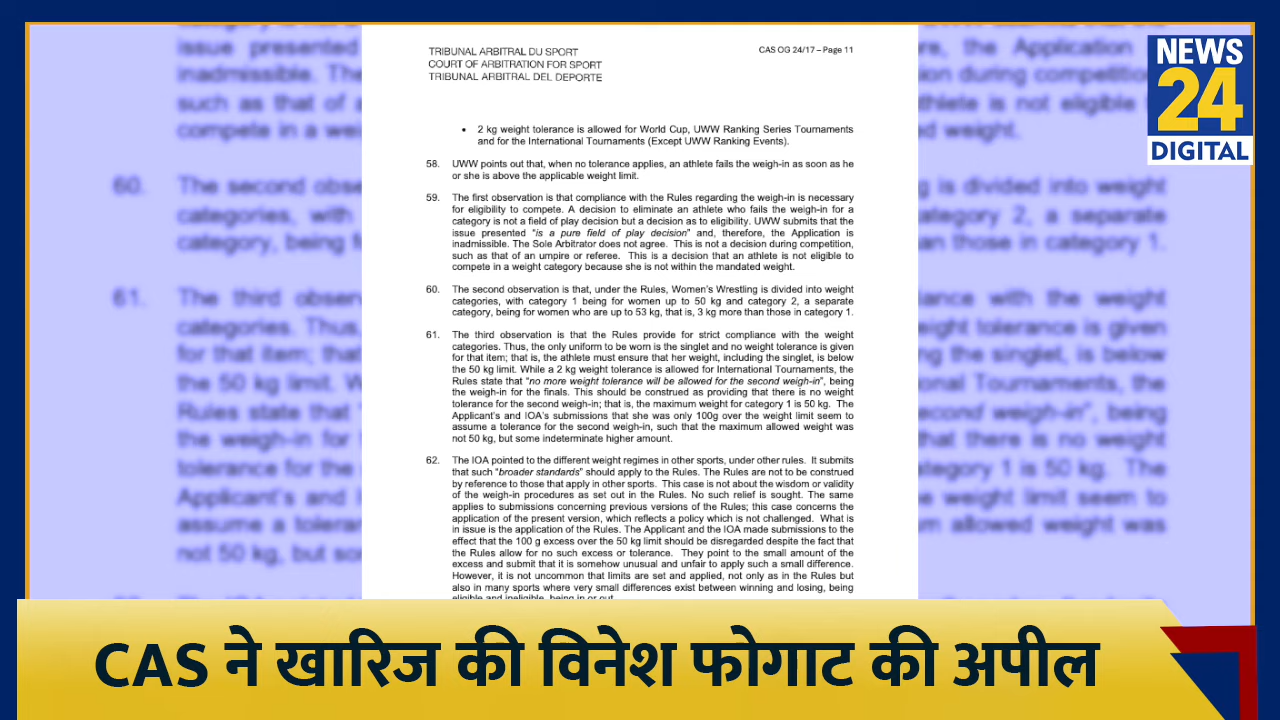 TRIBUNAL ARBITRAL DU SPORT
COURT OF ARBITRATION FOR SPORT
TRIBUNAL ARBITRAL DEL DEPORTE
CAS OG 24/17 – Page 11
NEWS
24
DIGITAL
• 2 kg weight tolerance is allowed for World Cup, UWW Ranking Series Tournaments
and for the International Tournaments (Except UWW Ranking Events).
58. UWW points out that, when no tolerance applies, an athlete fails the weigh-in as soon as he
or she is above the applicable weight limit.
59. The first observation is that compliance with the Rules regarding the weigh-in is necessary
for eligibility to compete. A decision to eliminate an athlete who fails the weigh-in for a
category is not a field of play decision but a decision as to eligibility. UWW submits that the
issue presented “is a pure field of play decision” and, therefore, the Application is
inadmissible. The Sole Arbitrator does not agree. This is not a decision during competition,
such as that of an umpire or referee. This is a decision that an athlete is not eligible to
compete in a weight category because she is not within the mandated weight.
60. The second observation is that, under the Rules, Women’s Wrestling is divided into weight
categories, with category 1 being for women up to 50 kg and category 2, a separate
category, being for women who are up to 53 kg, that is, 3 kg more than those in category 1.
61. The third observation is that the Rules provide for strict compliance with the weight
categories. Thus, the only uniform to be worn is the singlet and no weight tolerance is given
for that item; that is, the athlete must ensure that her weight, including the singlet, is below
the 50 kg limit. While a 2 kg weight tolerance is allowed for International Tournaments, the
Rules state that “no more weight tolerance will be allowed for the second weigh-in”, being
the weigh-in for the finals. This should be construed as providing that there is no weight
tolerance for the second weigh-in; that is, the maximum weight for category 1 is 50 kg. The
Applicant’s and IOA’s submissions that she was only 100g over the weight limit seem to
assume a tolerance for the second weigh-in, such that the maximum allowed weight was
not 50 kg, but some indeterminate higher amount.
62. The IOA pointed to the different weight regimes in other sports, under other rules. It submits
that such “broader standards” should apply to the Rules. The Rules are not to be construed
by reference to those that apply in other sports. This case is not about the wisdom or validity
of the weigh-in procedures as set out in the Rules. No such relief is sought. The same
applies to submissions concerning previous versions of the Rules; this case concerns the
application of the present version, which reflects a policy which is not challenged. What is
in issue is the application of the Rules. The Applicant and the IOA made submissions to the
effect that the 100 g excess over the 50 kg limit should be disregarded despite the fact that
the Rules allow for no such excess or tolerance. They point to the small amount of the
excess and submit that it is somehow unusual and unfair to apply such a small difference.
However, it is not uncommon that limits are set and applied, not only as in the Rules but
also in many sports where very small differences exist between winning and losing, being
eligible and ineligible, being in or out.
CAS ने खारिज की विनेश फोगाट की अपील